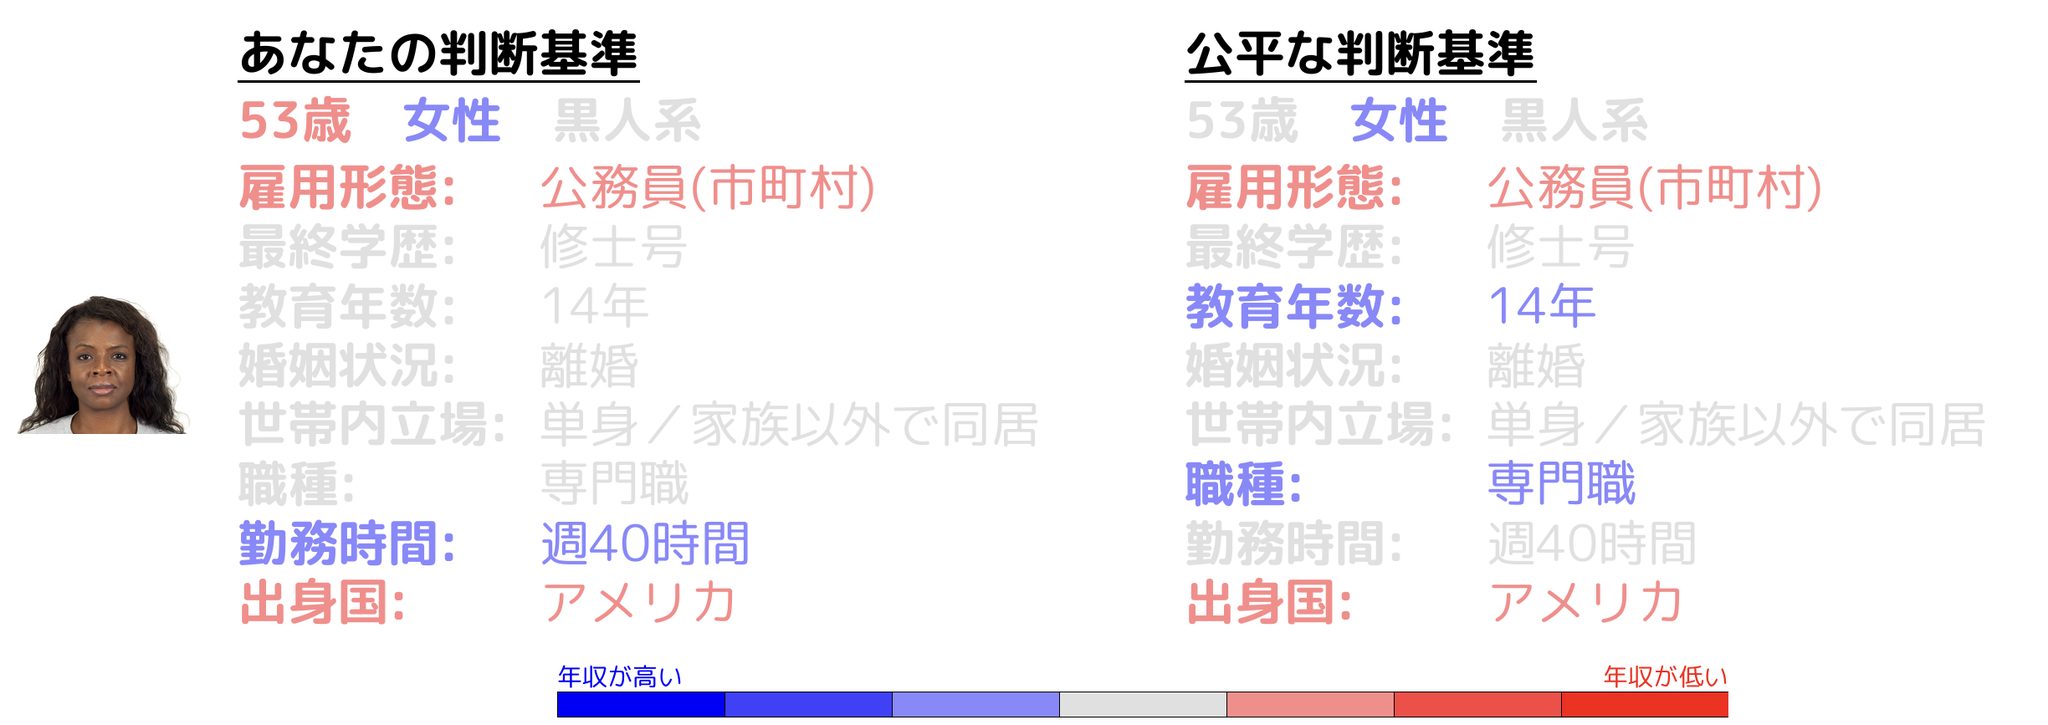 あなたの判断基準
53歳 女性 黒人系
雇用形態: 公務員(市町村)
最終学歴: 修士号
教育年数: 14年
婚姻状況: 離婚
世帯内立場: 単身／家族以外で同居
職種: 専門職
勤務時間: 週40時間
出身国: アメリカ
公平な判断基準
53歳 女性 黒人系
雇用形態: 公務員(市町村)
最終学歴: 修士号
教育年数: 14年
婚姻状況: 離婚
世帯内立場: 単身／家族以外で同居
職種: 専門職
勤務時間: 週40時間
出身国: アメリカ
年収が高い 年収が低い